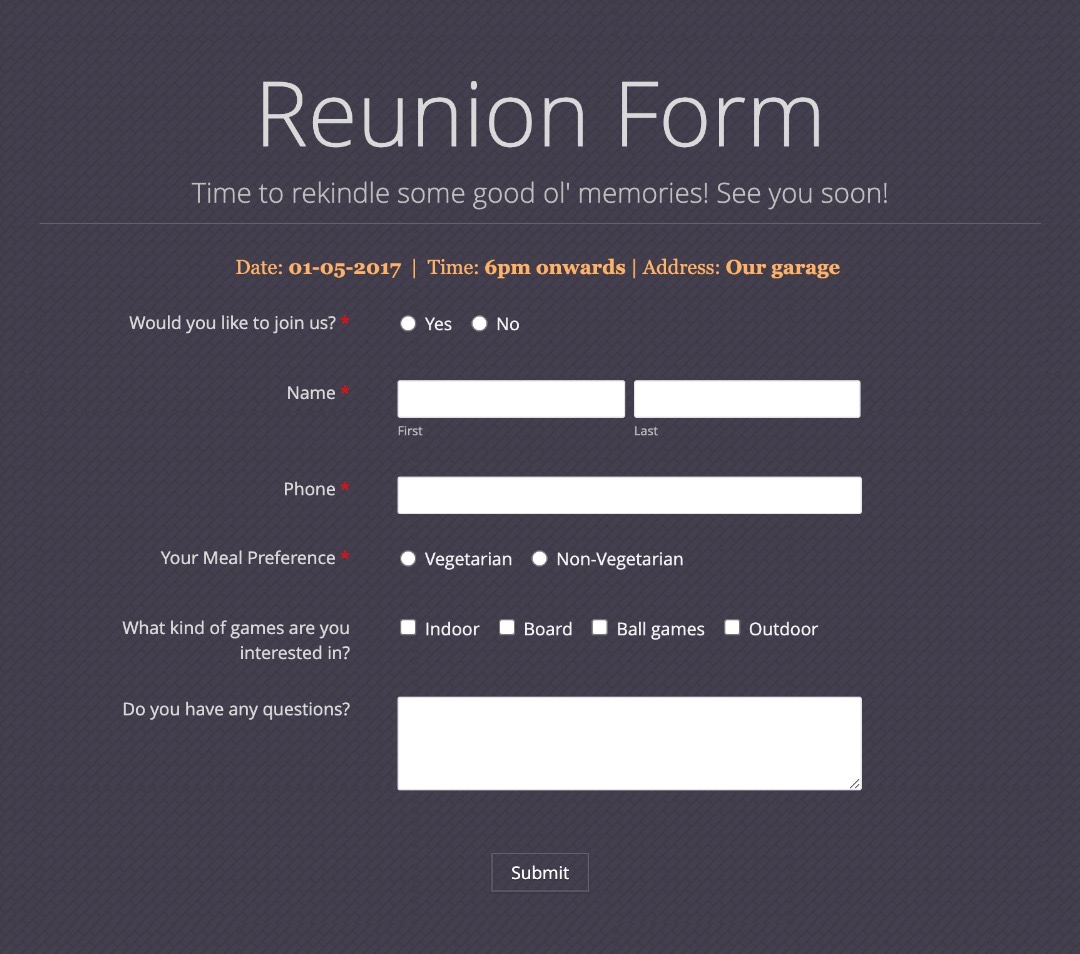 Reunion Form
Time to rekindle some good ol' memories! See you soon!
Date: 01-05-2017 | Time: 6pm onwards | Address: Our garage
Would you like to join us? * Yes No
Name *
First Last
Phone *
Your Meal Preference * Vegetarian Non-Vegetarian
What kind of games are you Indoor Board Ball games Outdoor
interested in?
Do you have any questions?
Submit